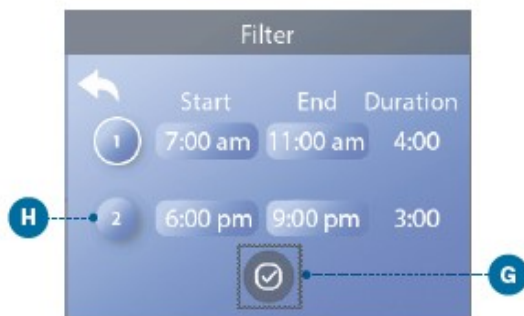 Filter
Start End Duration
1 7:00 am 11:00 am 4:00
H 2 6:00 pm 9:00 pm 3:00
G